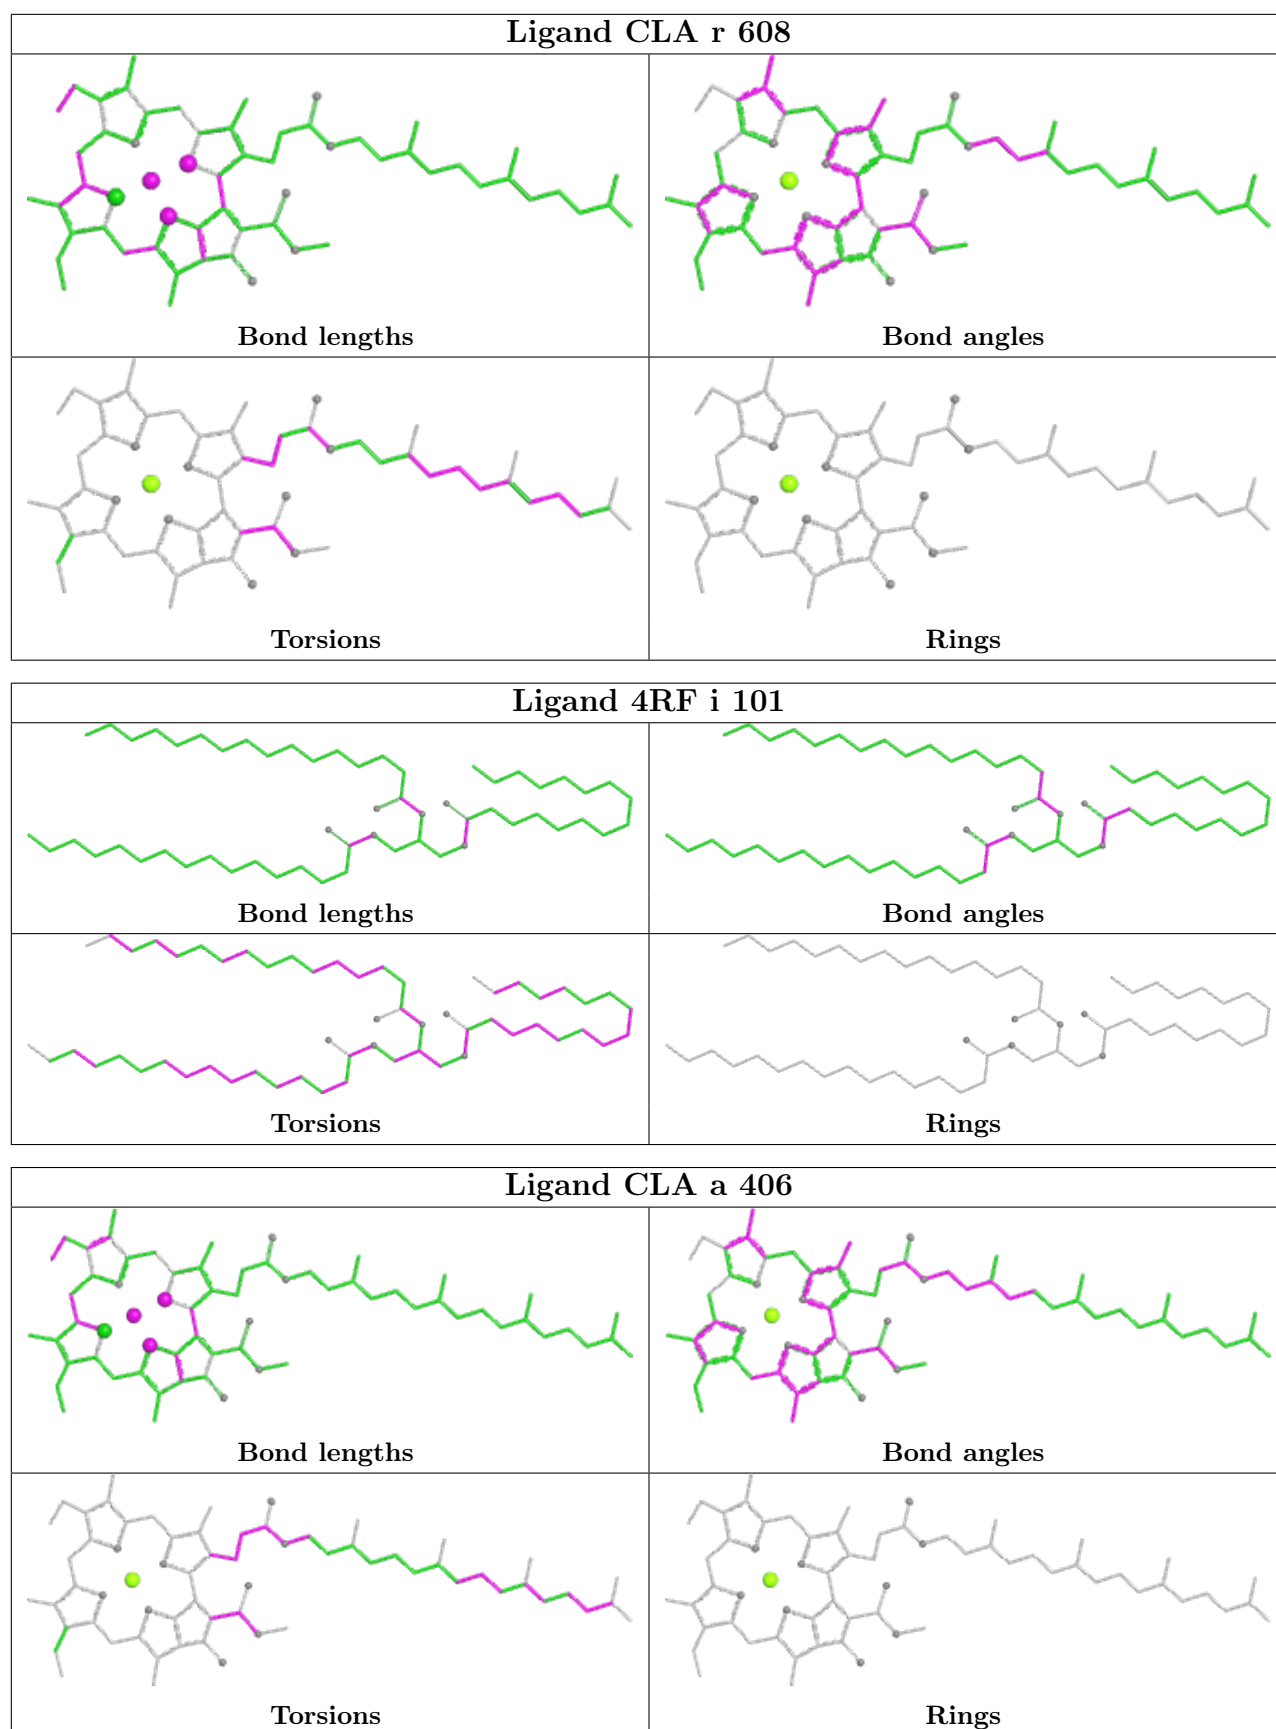 Ligand CLA r 608
Bond lengths
Bond angles
Torsions
Rings
Ligand 4RF i 101
Bond lengths
Bond angles
Torsions
Rings
Ligand CLA a 406
Bond lengths
Bond angles
Torsions
Rings